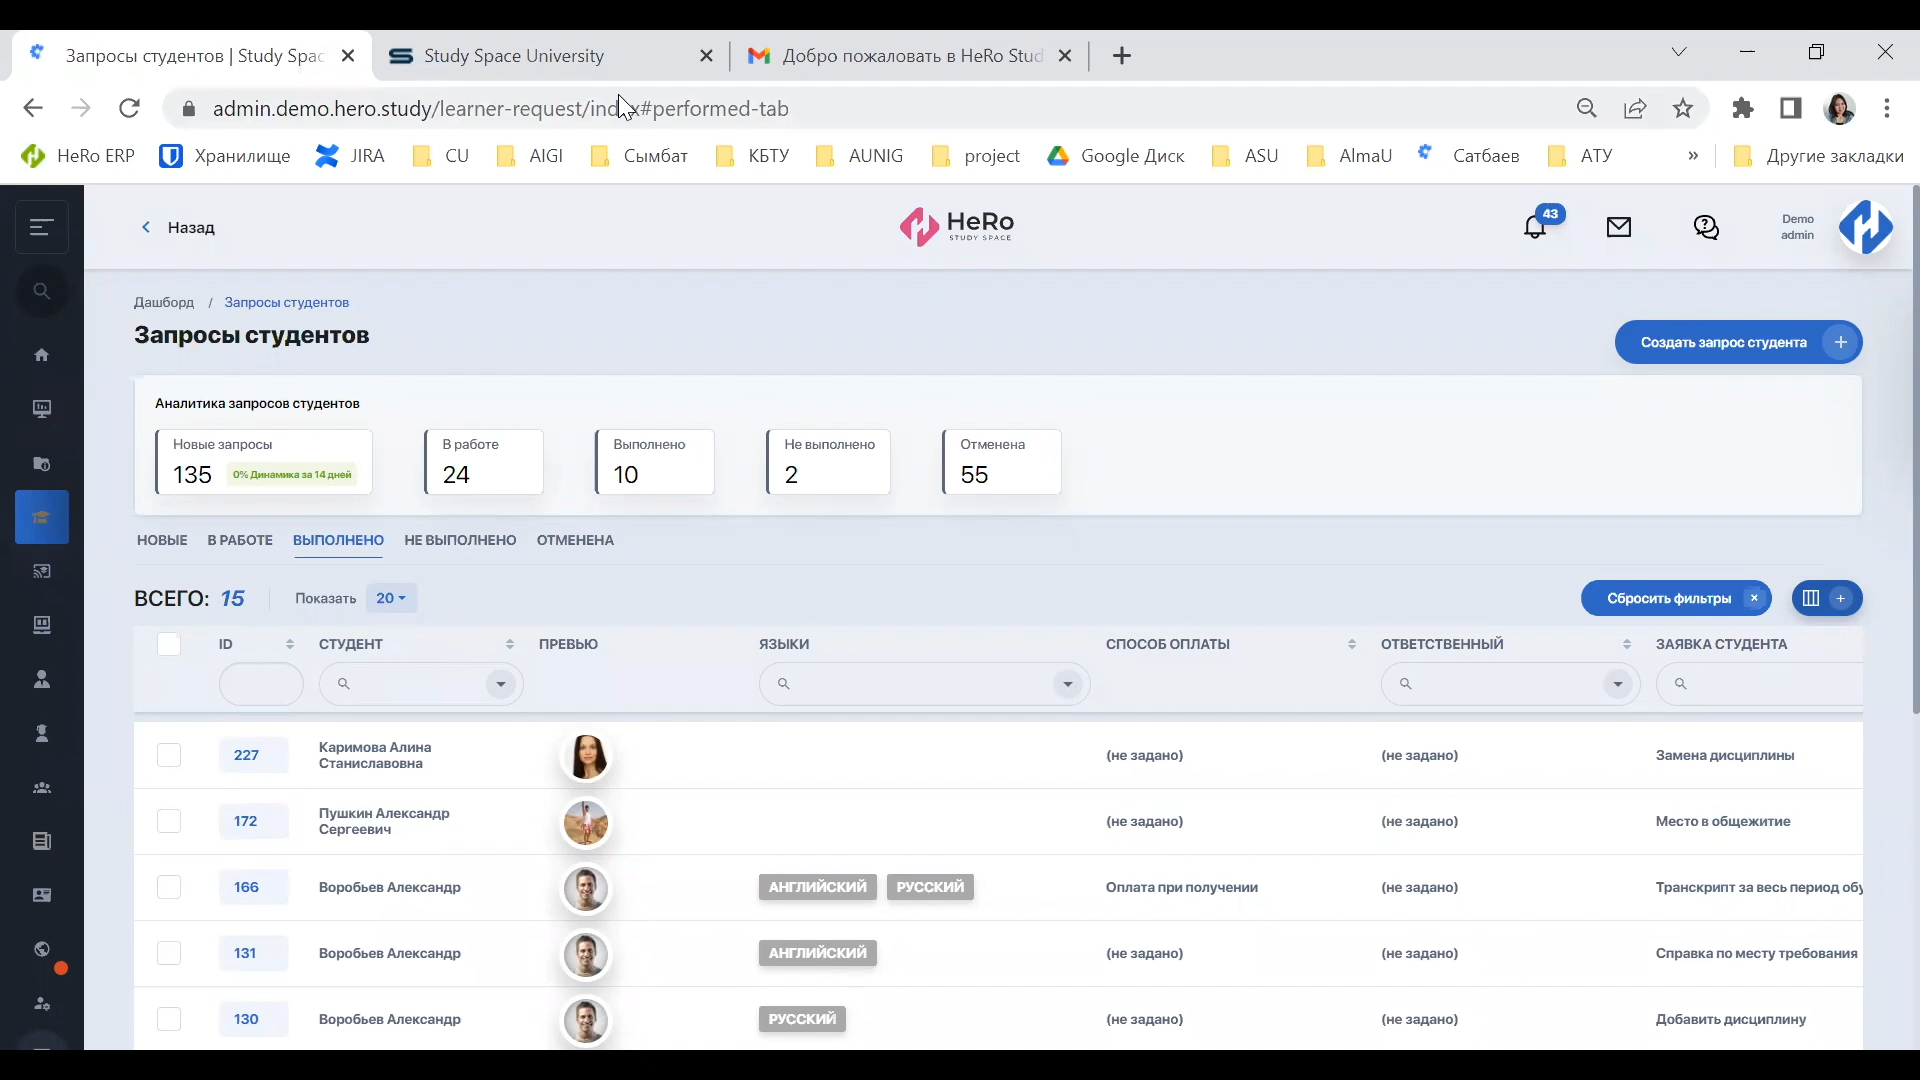 Запросы студентов | Study Spac
Study Space University
Добро пожаловать в HeRo Stud
admin.demo.hero.study/learner-request/index#performed-tab
HeRo ERP
Хранилище
JIRA
CU
AIGI
Сымбат
КБТУ
AUNIG
project
Google Диск
ASU
AlmaU
Сатбаев
АТУ
»
Другие закладки
Назад
HeRo
STUDY SPACE
43
Demo
admin
Дашборд / Запросы студентов
Запросы студентов
Создать запрос студента +
Аналитика запросов студентов
Новые запросы
135 0% Динамика за 14 дней
В работе
24
Выполнено
10
Не выполнено
2
Отменена
55
НОВЫЕ В РАБОТЕ ВЫПОЛНЕНО НЕ ВЫПОЛНЕНО ОТМЕНЕНА
ВСЕГО: 15 Показать 20
Сбросить фильтры ×
+
ID СТУДЕНТ ПРЕВЬЮ ЯЗЫКИ СПОСОБ ОПЛАТЫ ОТВЕТСТВЕННЫЙ ЗАЯВКА СТУДЕНТА
227 Каримова Алина Станиславовна (не задано) (не задано) Замена дисциплины
172 Пушкин Александр Сергеевич (не задано) (не задано) Место в общежитие
166 Воробьев Александр АНГЛИЙСКИЙ РУССКИЙ Оплата при получении (не задано) Транскрипт за весь период обу
131 Воробьев Александр АНГЛИЙСКИЙ (не задано) (не задано) Справка по месту требования
130 Воробьев Александр РУССКИЙ (не задано) (не задано) Добавить дисциплину